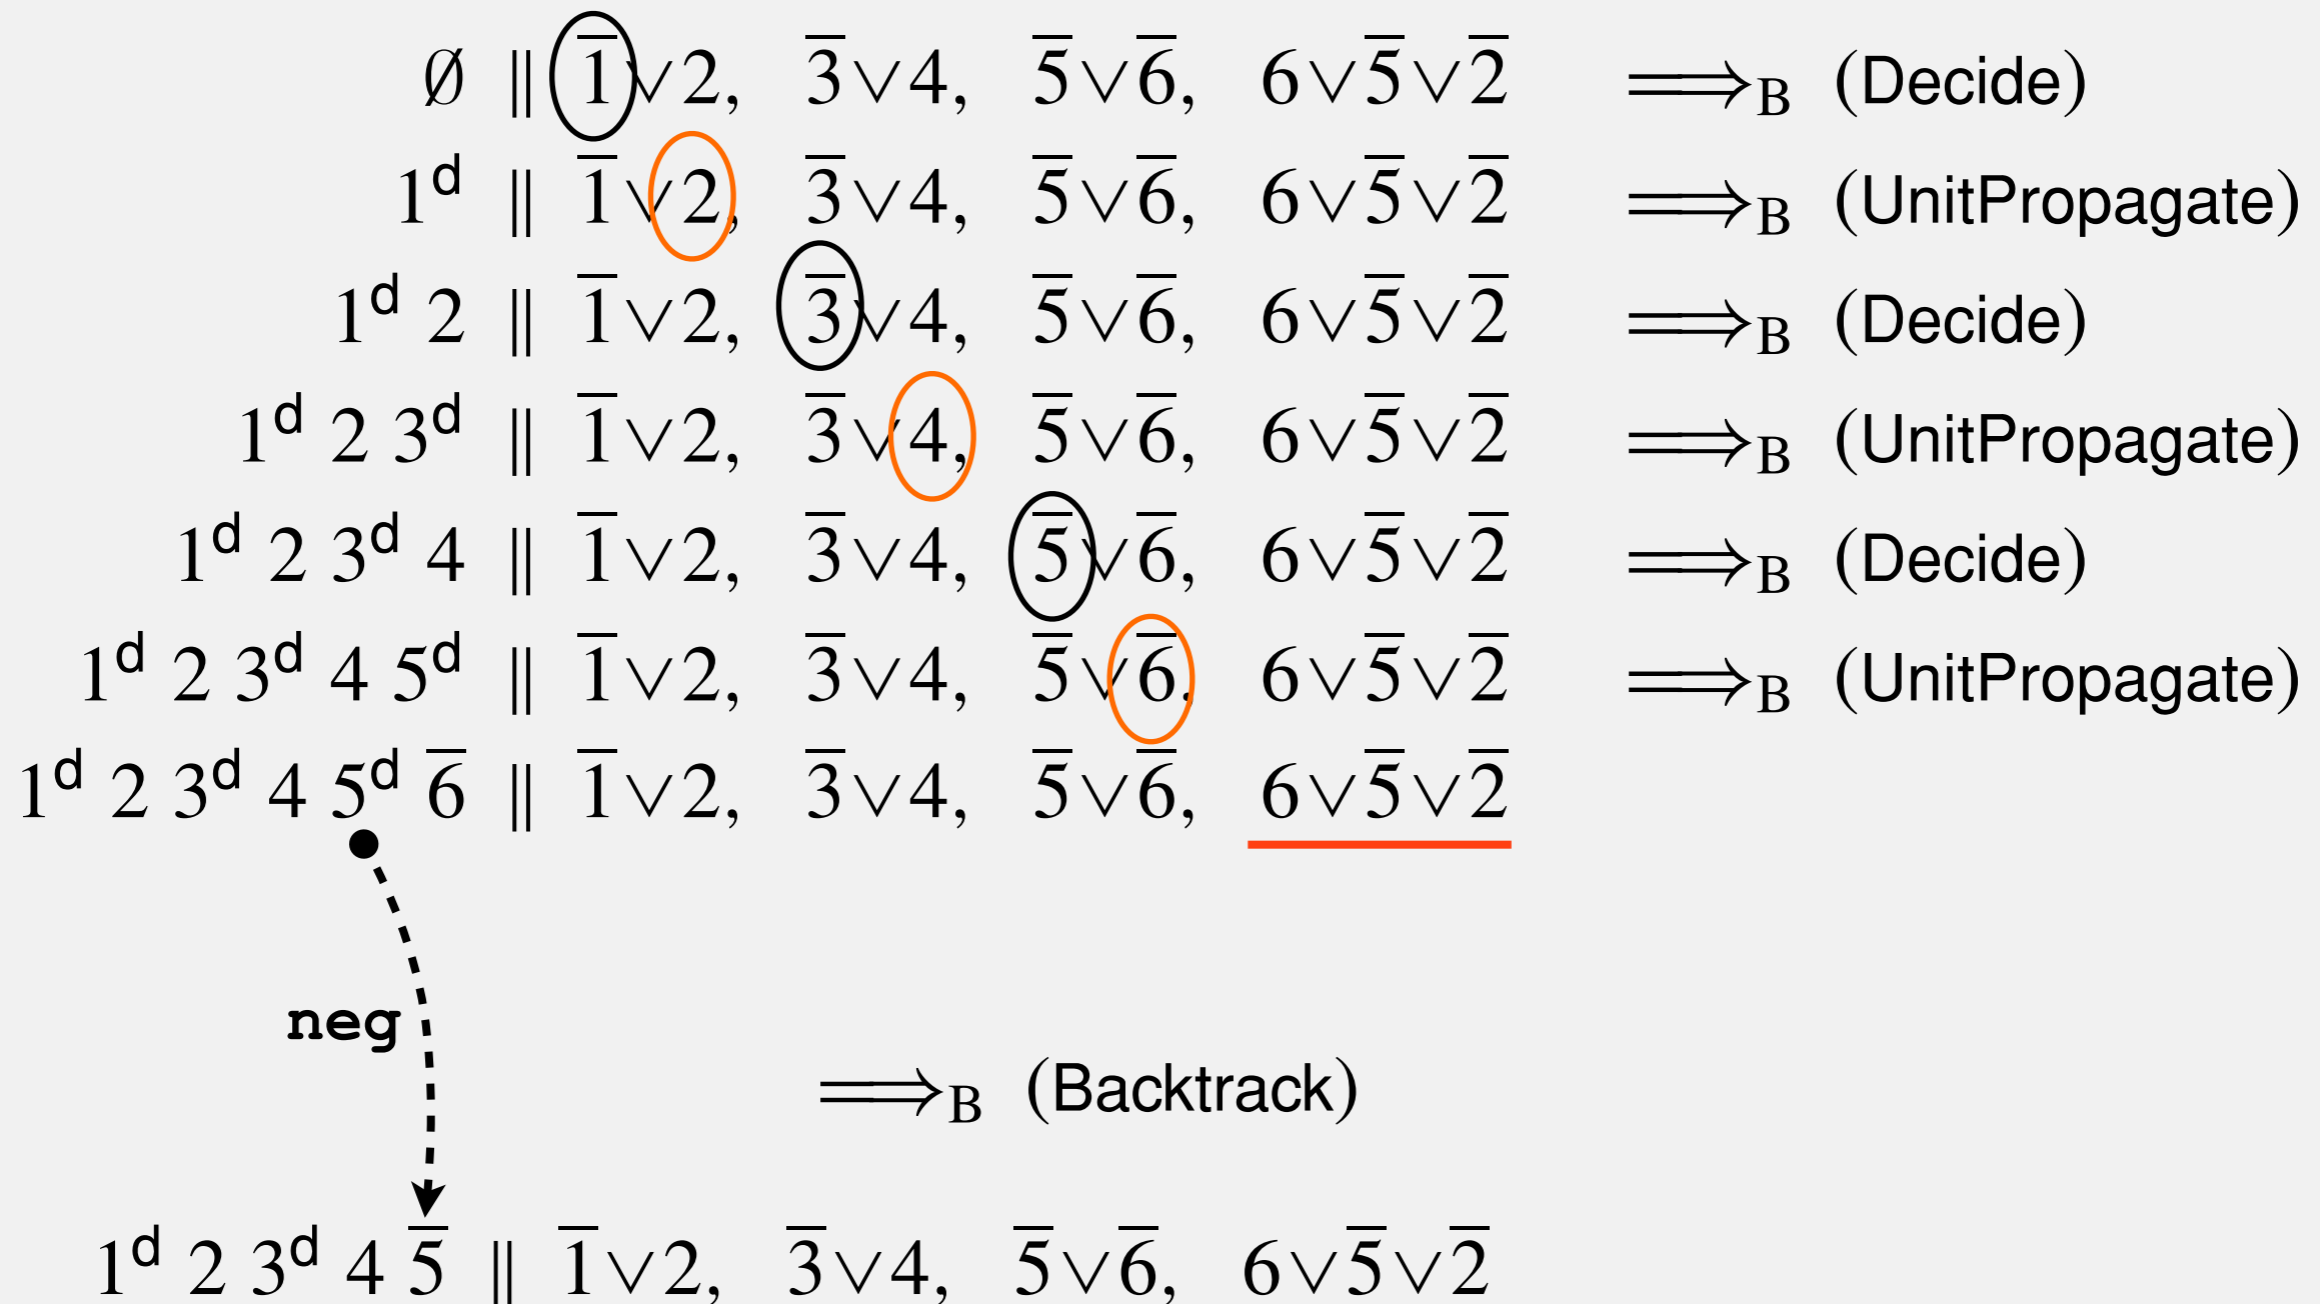 ∅ ∥ 1̅∨2, 3̅∨4, 5̅∨6̅, 6∨5̅∨2̅ ⟹B (Decide)
1ᵈ ∥ 1̅∨2, 3̅∨4, 5̅∨6̅, 6∨5̅∨2̅ ⟹B (UnitPropagate)
1ᵈ 2 ∥ 1̅∨2, 3̅∨4, 5̅∨6̅, 6∨5̅∨2̅ ⟹B (Decide)
1ᵈ 2 3ᵈ ∥ 1̅∨2, 3̅∨4, 5̅∨6̅, 6∨5̅∨2̅ ⟹B (UnitPropagate)
1ᵈ 2 3ᵈ 4 ∥ 1̅∨2, 3̅∨4, 5̅∨6̅, 6∨5̅∨2̅ ⟹B (Decide)
1ᵈ 2 3ᵈ 4 5ᵈ ∥ 1̅∨2, 3̅∨4, 5̅∨6̅, 6∨5̅∨2̅ ⟹B (UnitPropagate)
1ᵈ 2 3ᵈ 4 5ᵈ 6̅ ∥ 1̅∨2, 3̅∨4, 5̅∨6̅, 6∨5̅∨2̅
neg
⟹B (Backtrack)
1ᵈ 2 3ᵈ 4 5̅ ∥ 1̅∨2, 3̅∨4, 5̅∨6̅, 6∨5̅∨2̅